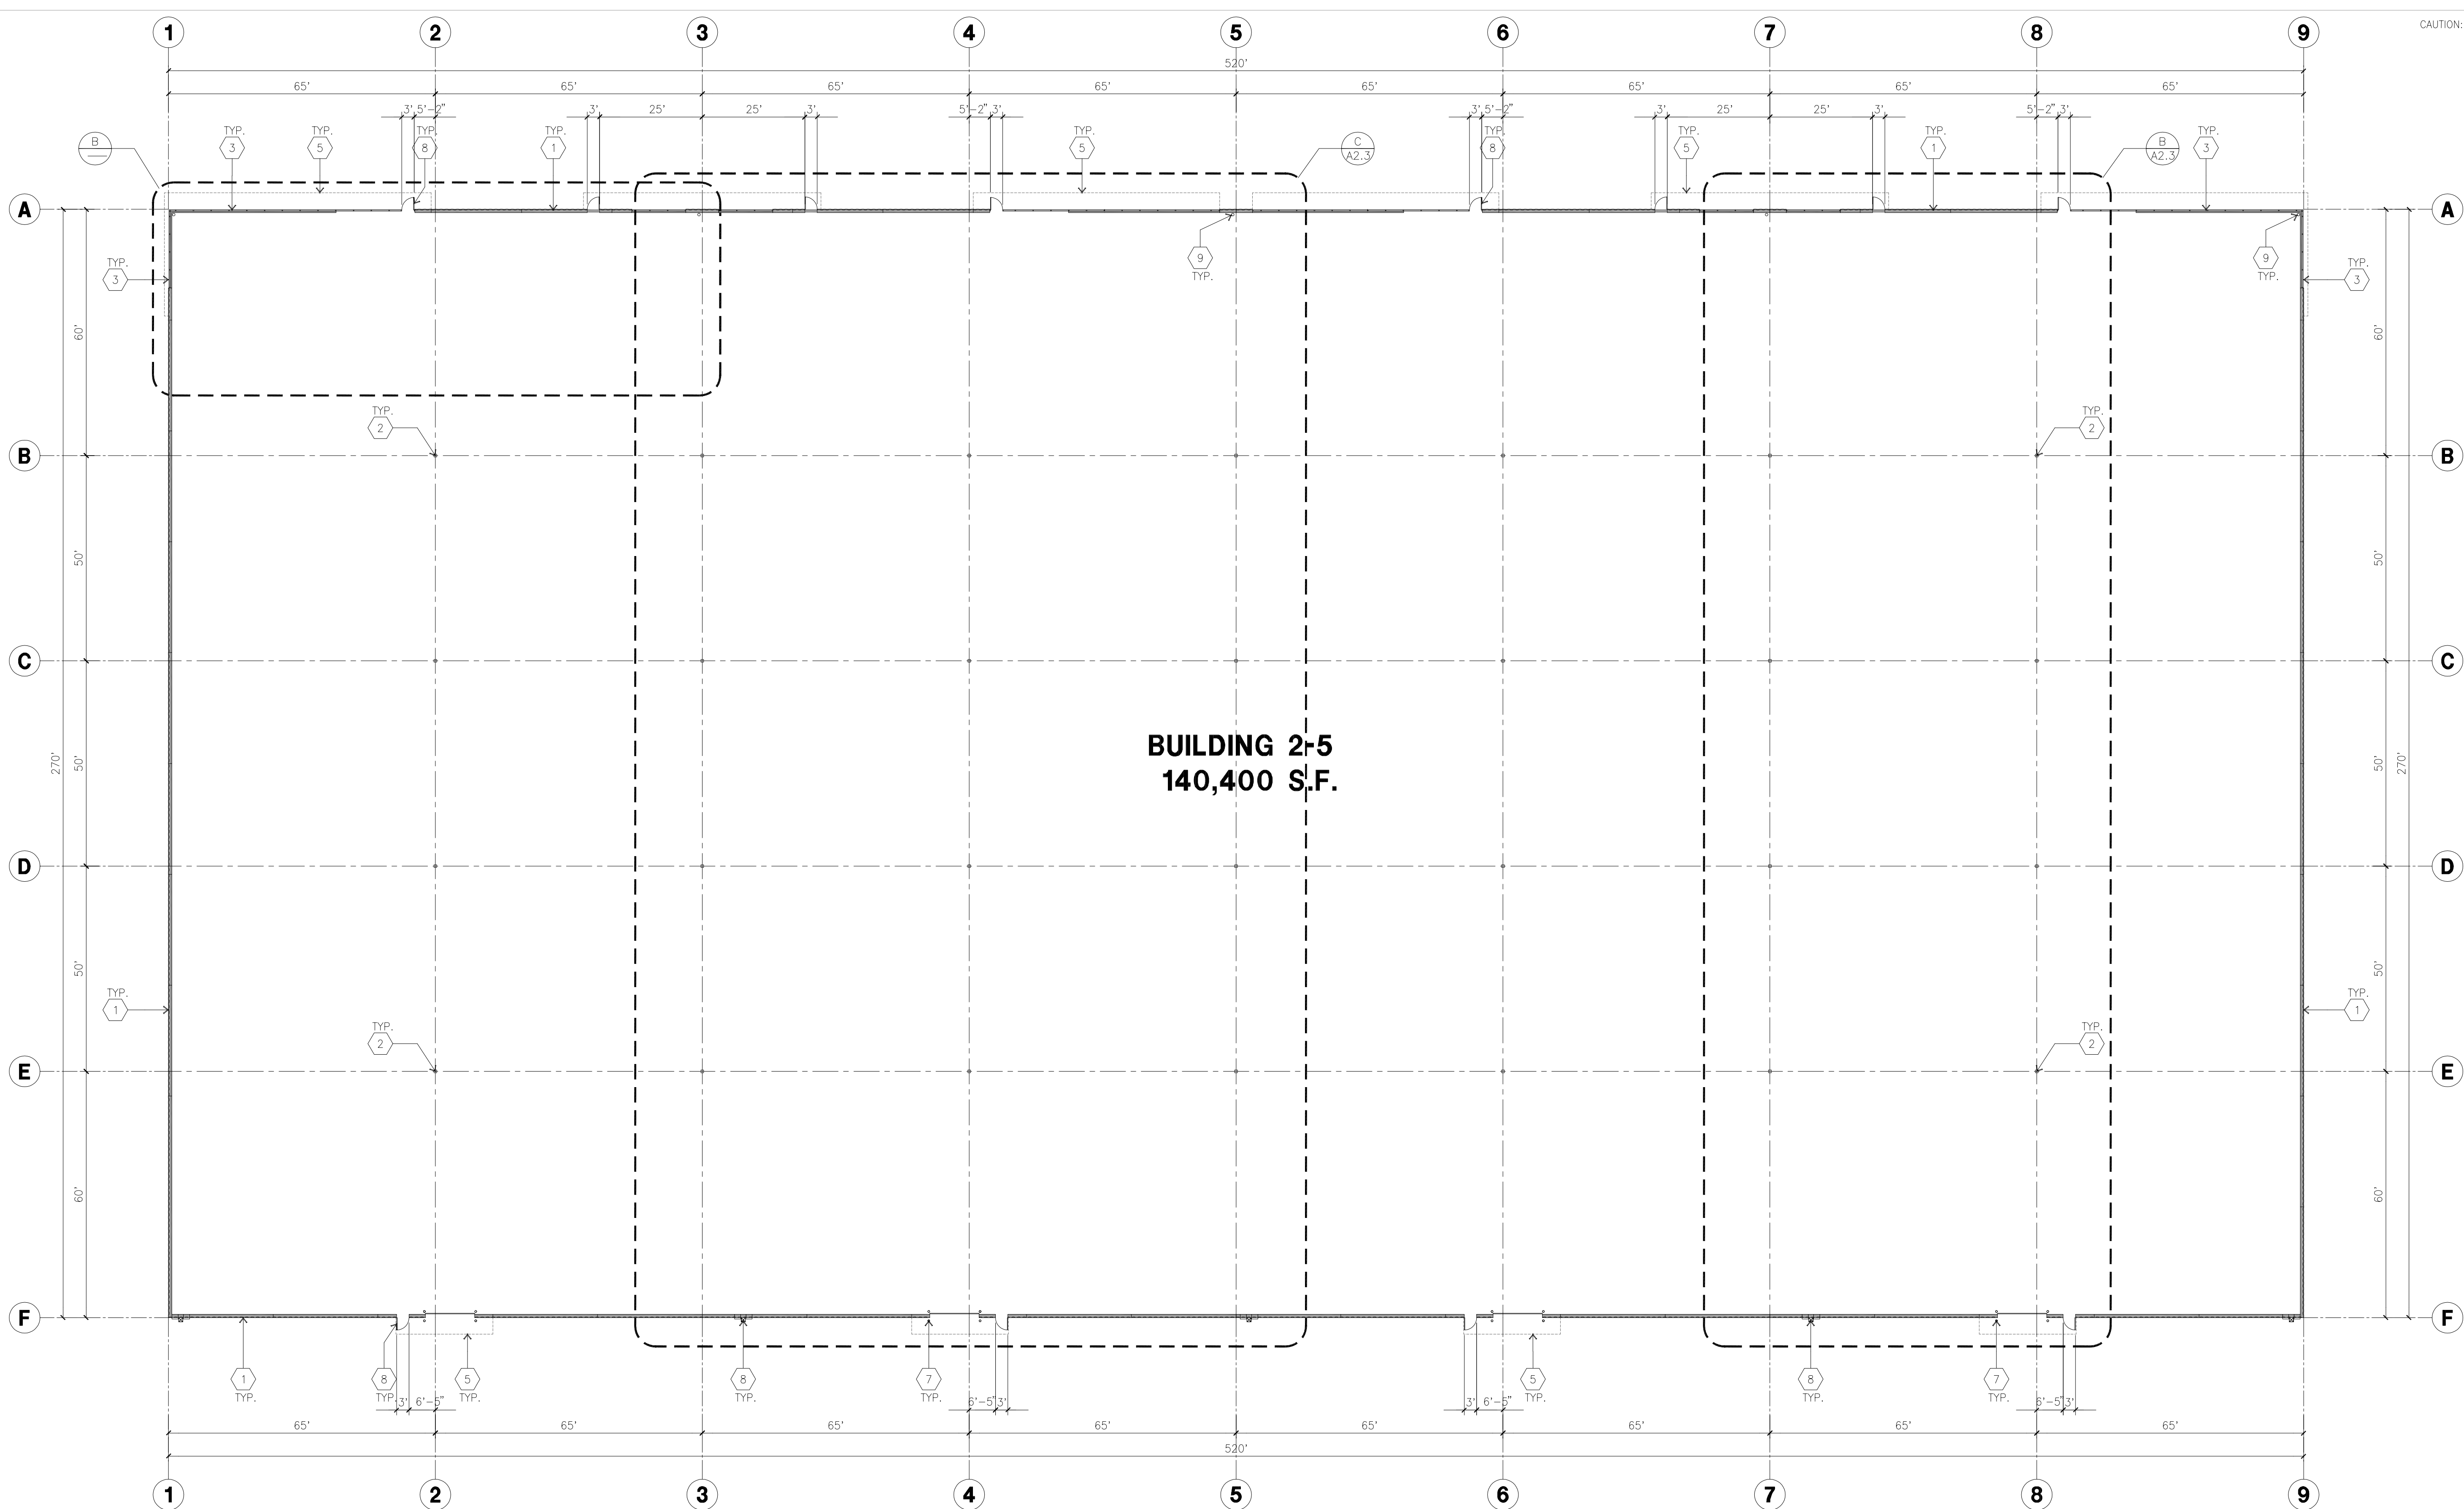 1 2 3 4 5 6 7 8 9
CAUTION:
520'
65' 65' 65' 65' 65' 65' 65' 65'
3' 5'-2" 3' 25' 25' 3' 5'-2" 3' 3' 5'-2" 3' 25' 25' 3' 5'-2" 3'
TYP. TYP. TYP. TYP. TYP. TYP. TYP. TYP. TYP.
B 3 5 8 1 5 C A2.3 8 5 1 B A2.3 3
A A
9 TYP. 9 TYP.
TYP. 3 TYP. 3
60' 60'
TYP. 2 TYP. 2
B B
50' 50'
C C
BUILDING 2-5
140,400 S.F.
270' 50' 50' 270'
D D
50' 50'
TYP. 1 TYP. 1
TYP. 2 TYP. 2
E E
60' 60'
F F
1 8 5 8 7 5 8 7
TYP. TYP. TYP. TYP. TYP. TYP. TYP. TYP.
3' 6'-5" 6'-5" 3' 3' 6'-5" 6'-5" 3'
65' 65' 65' 65' 65' 65' 65' 65'
520'
1 2 3 4 5 6 7 8 9